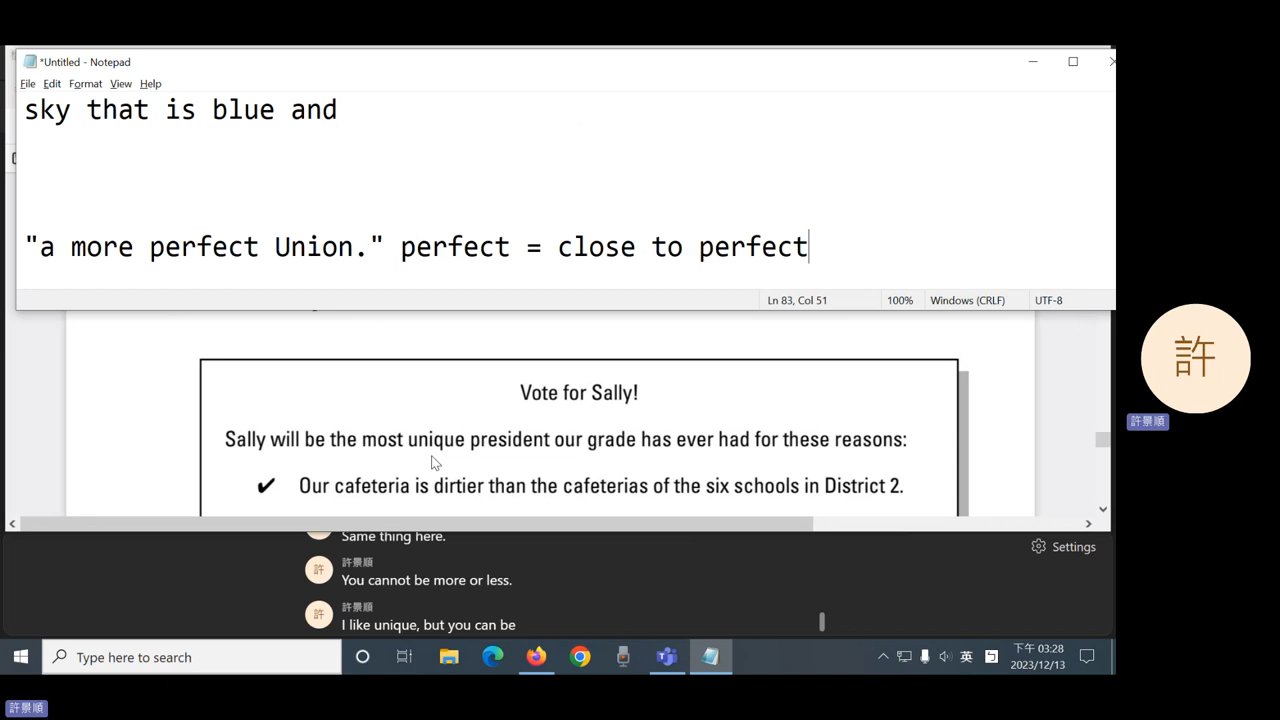 *Untitled - Notepad
File Edit Format View Help
sky that is blue and
"a more perfect Union." perfect = close to perfect
Ln 83, Col 51 100% Windows (CRLF) UTF-8
Vote for Sally!
Sally will be the most unique president our grade has ever had for these reasons:
✔ Our cafeteria is dirtier than the cafeterias of the six schools in District 2.
許
許景順
Same thing here.
Settings
許
許景順
You cannot be more or less.
許
許景順
I like unique, but you can be
Type here to search
英
下午 03:28
2023/12/13
許景順